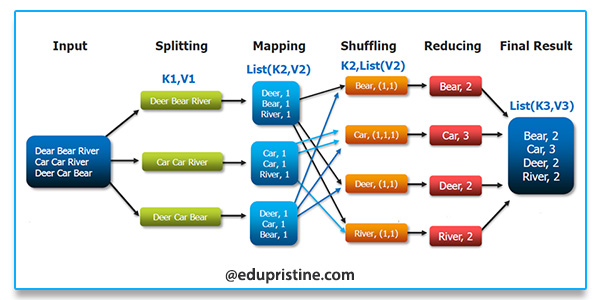 Input
Splitting
Mapping
Shuffling
Reducing
Final Result
K1,V1
List(K2,V2)
K2,List(V2)
List(K3,V3)
Dear Bear River
Car Car River
Deer Car Bear
Deer Bear River
Car Car River
Deer Car Bear
Deer, 1
Bear, 1
River, 1
Car, 1
Car, 1
River, 1
Deer, 1
Car, 1
Bear, 1
Bear, (1,1)
Car, (1,1,1)
Deer, (1,1)
River, (1,1)
Bear, 2
Car, 3
Deer, 2
River, 2
Bear, 2
Car, 3
Deer, 2
River, 2
@edupristine.com